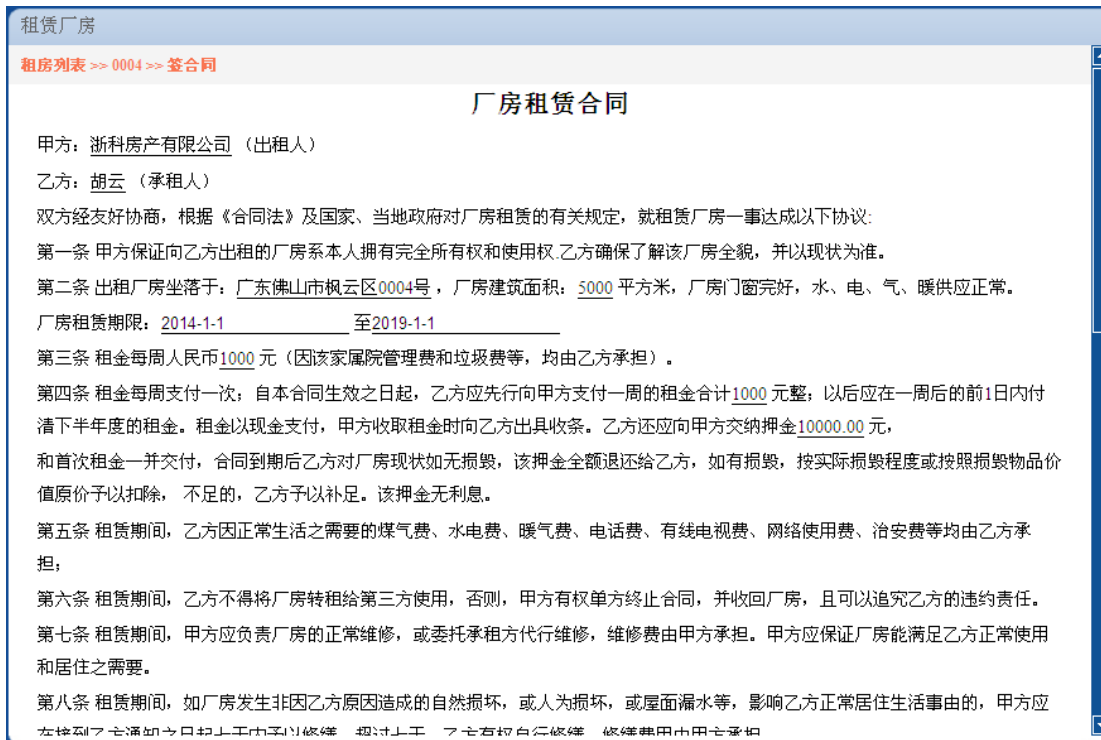 租赁厂房
租房列表 >> 0004 >> 签合同
厂房租赁合同
甲方：浙科房产有限公司 （出租人）
乙方：胡云 （承租人）
双方经友好协商，根据《合同法》及国家、当地政府对厂房租赁的有关规定，就租赁厂房一事达成以下协议:
第一条 甲方保证向乙方出租的厂房系本人拥有完全所有权和使用权.乙方确保了解该厂房全貌，并以现状为准。
第二条 出租厂房坐落于：广东佛山市枫云区0004号 ，厂房建筑面积：5000 平方米，厂房门窗完好，水、电、气、暖供应正常。
厂房租赁期限：2014-1-1 至2019-1-1
第三条 租金每周人民币1000 元（因该家属院管理费和垃圾费等，均由乙方承担）。
第四条 租金每周支付一次；自本合同生效之日起，乙方应先行向甲方支付一周的租金合计1000 元整；以后应在一周后的前1日内付
清下半年度的租金。租金以现金支付，甲方收取租金时向乙方出具收条。乙方还应向甲方交纳押金10000.00 元，
和首次租金一并交付，合同到期后乙方对厂房现状如无损毁，该押金全额退还给乙方，如有损毁，按实际损毁程度或按照损毁物品价
值原价予以扣除， 不足的，乙方予以补足。该押金无利息。
第五条 租赁期间，乙方因正常生活之需要的煤气费、水电费、暖气费、电话费、有线电视费、网络使用费、治安费等均由乙方承
担；
第六条 租赁期间，乙方不得将厂房转租给第三方使用，否则，甲方有权单方终止合同，并收回厂房，且可以追究乙方的违约责任。
第七条 租赁期间，甲方应负责厂房的正常维修，或委托承租方代行维修，维修费由甲方承担。甲方应保证厂房能满足乙方正常使用
和居住之需要。
第八条 租赁期间，如厂房发生非因乙方原因造成的自然损坏，或人为损坏，或屋面漏水等，影响乙方正常居住生活事由的，甲方应